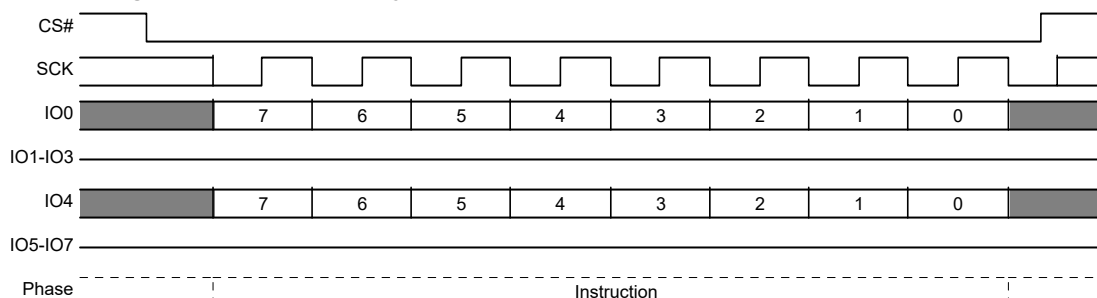 CS#
SCK
IO0 7 6 5 4 3 2 1 0
IO1-IO3
IO4 7 6 5 4 3 2 1 0
IO5-IO7
Phase Instruction